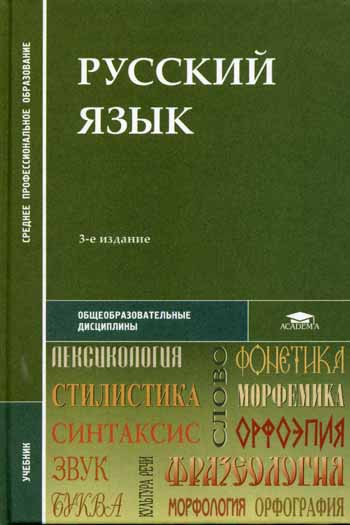 СРЕДНЕЕ ПРОФЕССИОНАЛЬНОЕ ОБРАЗОВАНИЕ
РУССКИЙ
ЯЗЫК
3-е издание
ОБЩЕОБРАЗОВАТЕЛЬНЫЕ
ДИСЦИПЛИНЫ
ACADEMA
УЧЕБНИК
ЛЕКСИКОЛОГИЯ
СТИЛИСТИКА
СИНТАКСИС
ЗВУК
БУКВА
КУЛЬТУРА РЕЧИ
СЛОВО
ФОНЕТИКА
МОРФЕМИКА
ОРФОЭПИЯ
ФРАЗЕОЛОГИЯ
МОРФОЛОГИЯ
ОРФОГРАФИЯ